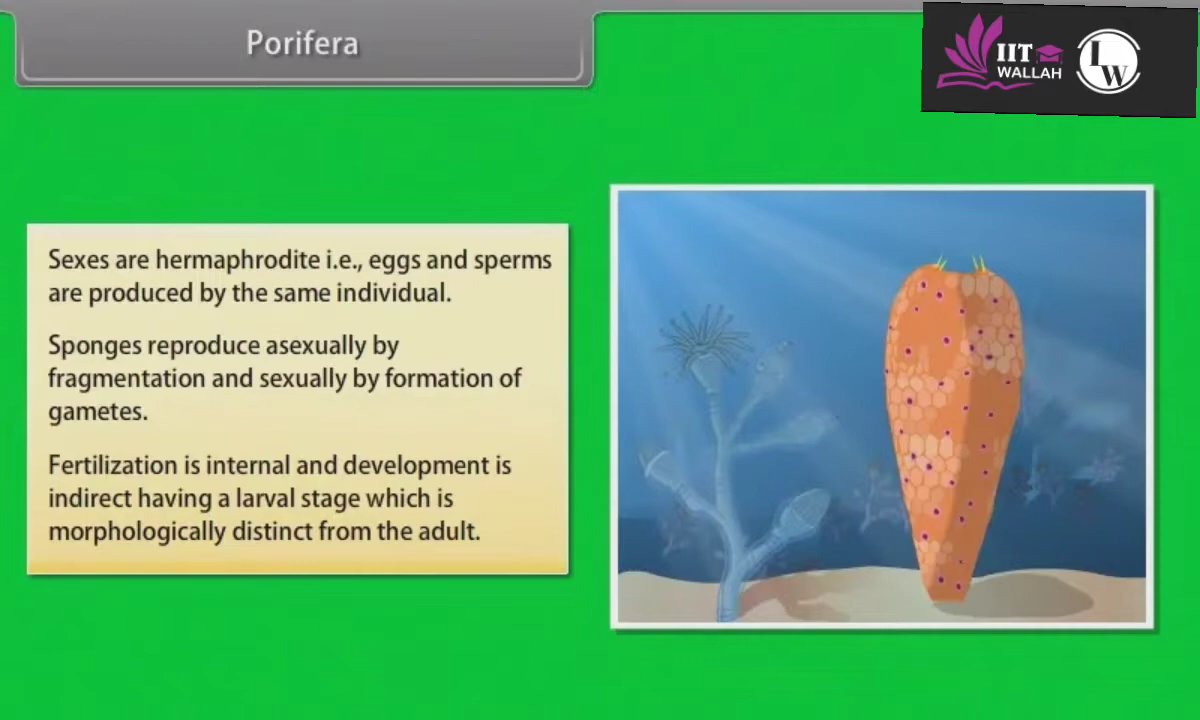 Porifera
IIT
WALLAH
LW
Sexes are hermaphrodite i.e., eggs and sperms
are produced by the same individual.
Sponges reproduce asexually by
fragmentation and sexually by formation of
gametes.
Fertilization is internal and development is
indirect having a larval stage which is
morphologically distinct from the adult.